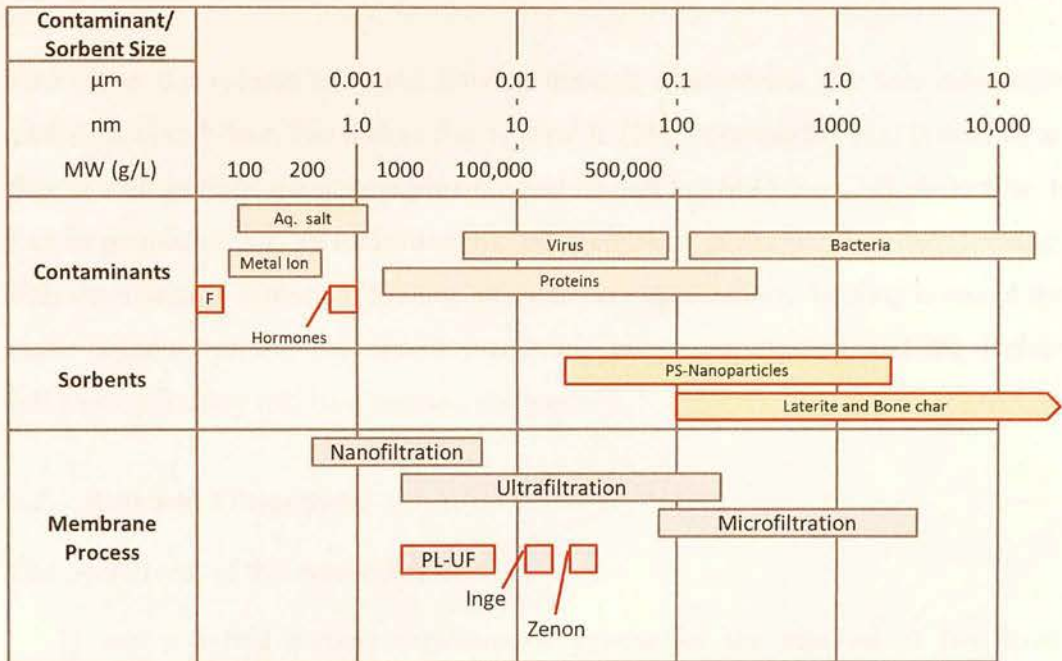 Contaminant/
Sorbent Size
µm 0.001 0.01 0.1 1.0 10
nm 1 10 100 1000 10,000
MW (g/L) 100 200 1000 100,000 500,000
Contaminants
Aq. salt
Virus
Bacteria
Metal Ion
Proteins
F
Hormones
Sorbents
PS-Nanoparticles
Laterite and Bone char
Membrane
Process
Nanofiltration
Ultrafiltration
Microfiltration
PL-UF
Inge
Zenon